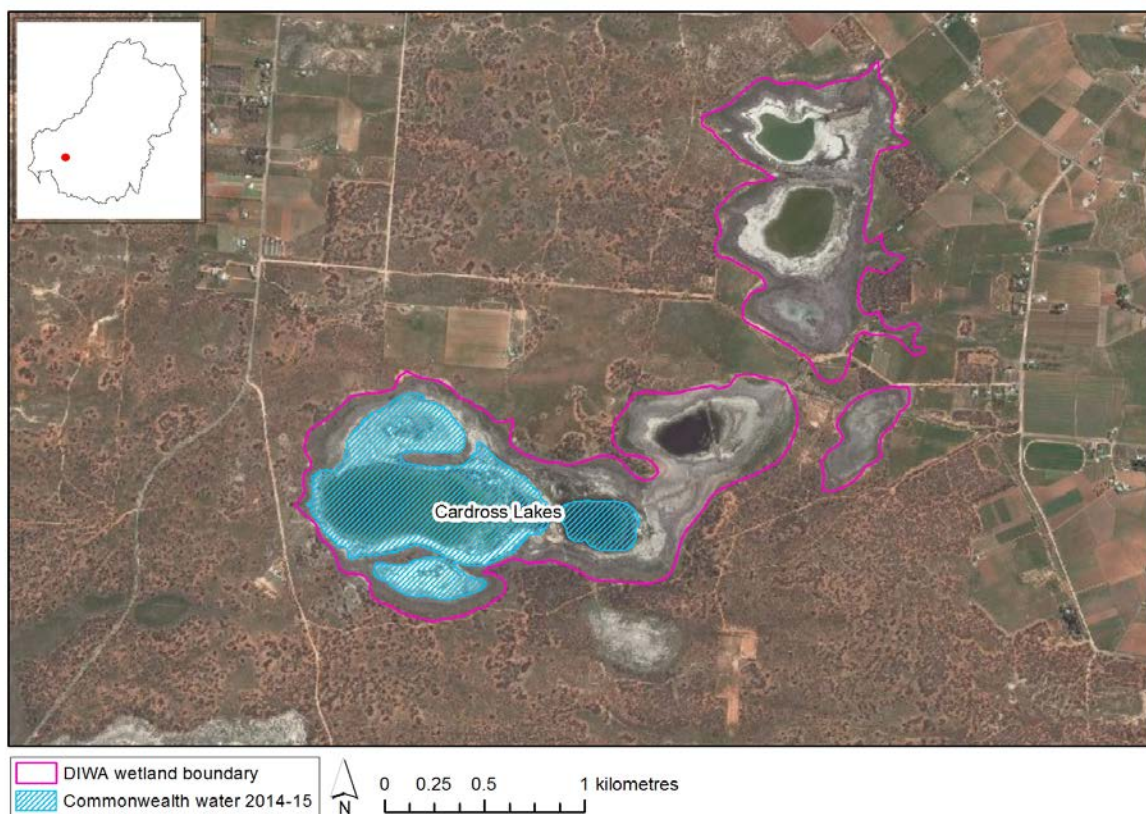 Cardross Lakes
DIWA wetland boundary
Commonwealth water 2014-15
N
0 0.25 0.5 1 kilometres